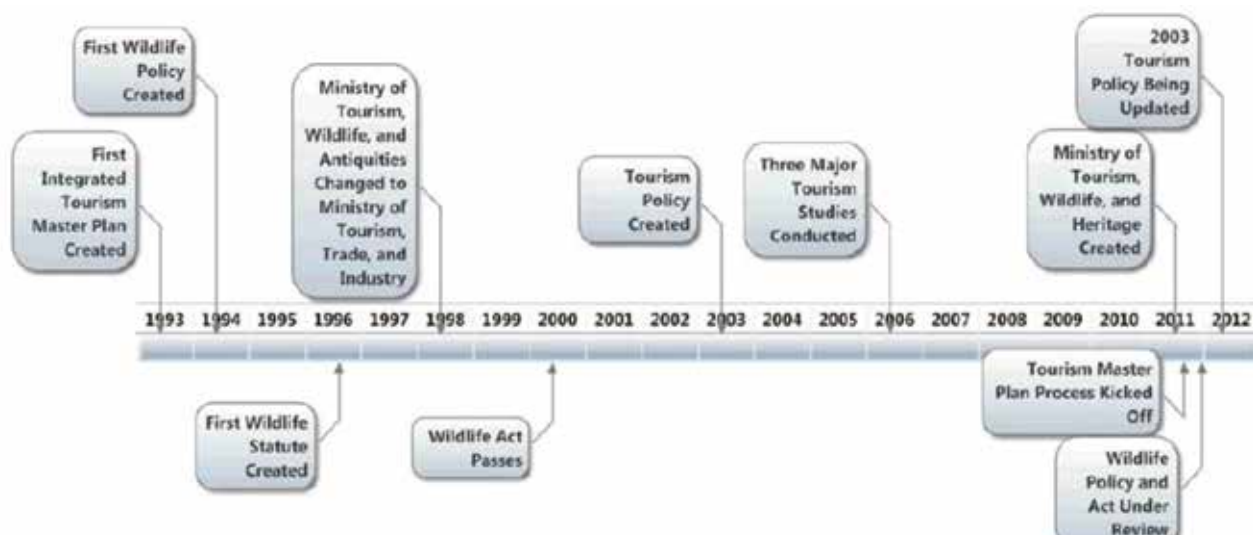 First Wildlife
Policy
Created
First
Integrated
Tourism
Master Plan
Created
Ministry of
Tourism,
Wildlife, and
Antiquities
Changed to
Ministry of
Tourism,
Trade, and
Industry
Tourism
Policy
Created
Three Major
Tourism
Studies
Conducted
2003
Tourism
Policy Being
Updated
Ministry of
Tourism,
Wildlife, and
Heritage
Created
1993 1994 1995 1996 1997 1998 1999 2000 2001 2002 2003 2004 2005 2006 2007 2008 2009 2010 2011 2012
First Wildlife
Statute
Created
Wildlife Act
Passes
Tourism Master
Plan Process Kicked
Off
Wildlife
Policy and
Act Under
Review